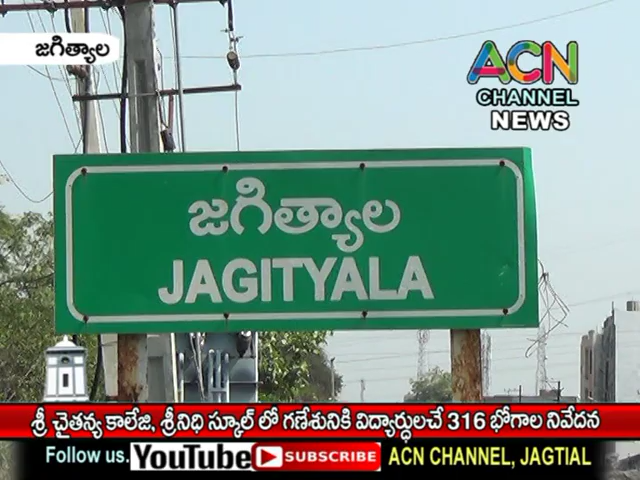 జగిత్యాల
ACN
CHANNEL
NEWS
జగిత్యాల
JAGITYALA
శ్రీ చైతన్య కాలేజి, శ్రీనిధి స్కూల్ లో గణేశునికి విద్యార్థులచే 316 భోగాల నివేదన
Follow us. YouTube SUBSCRIBE ACN CHANNEL, JAGTIAL